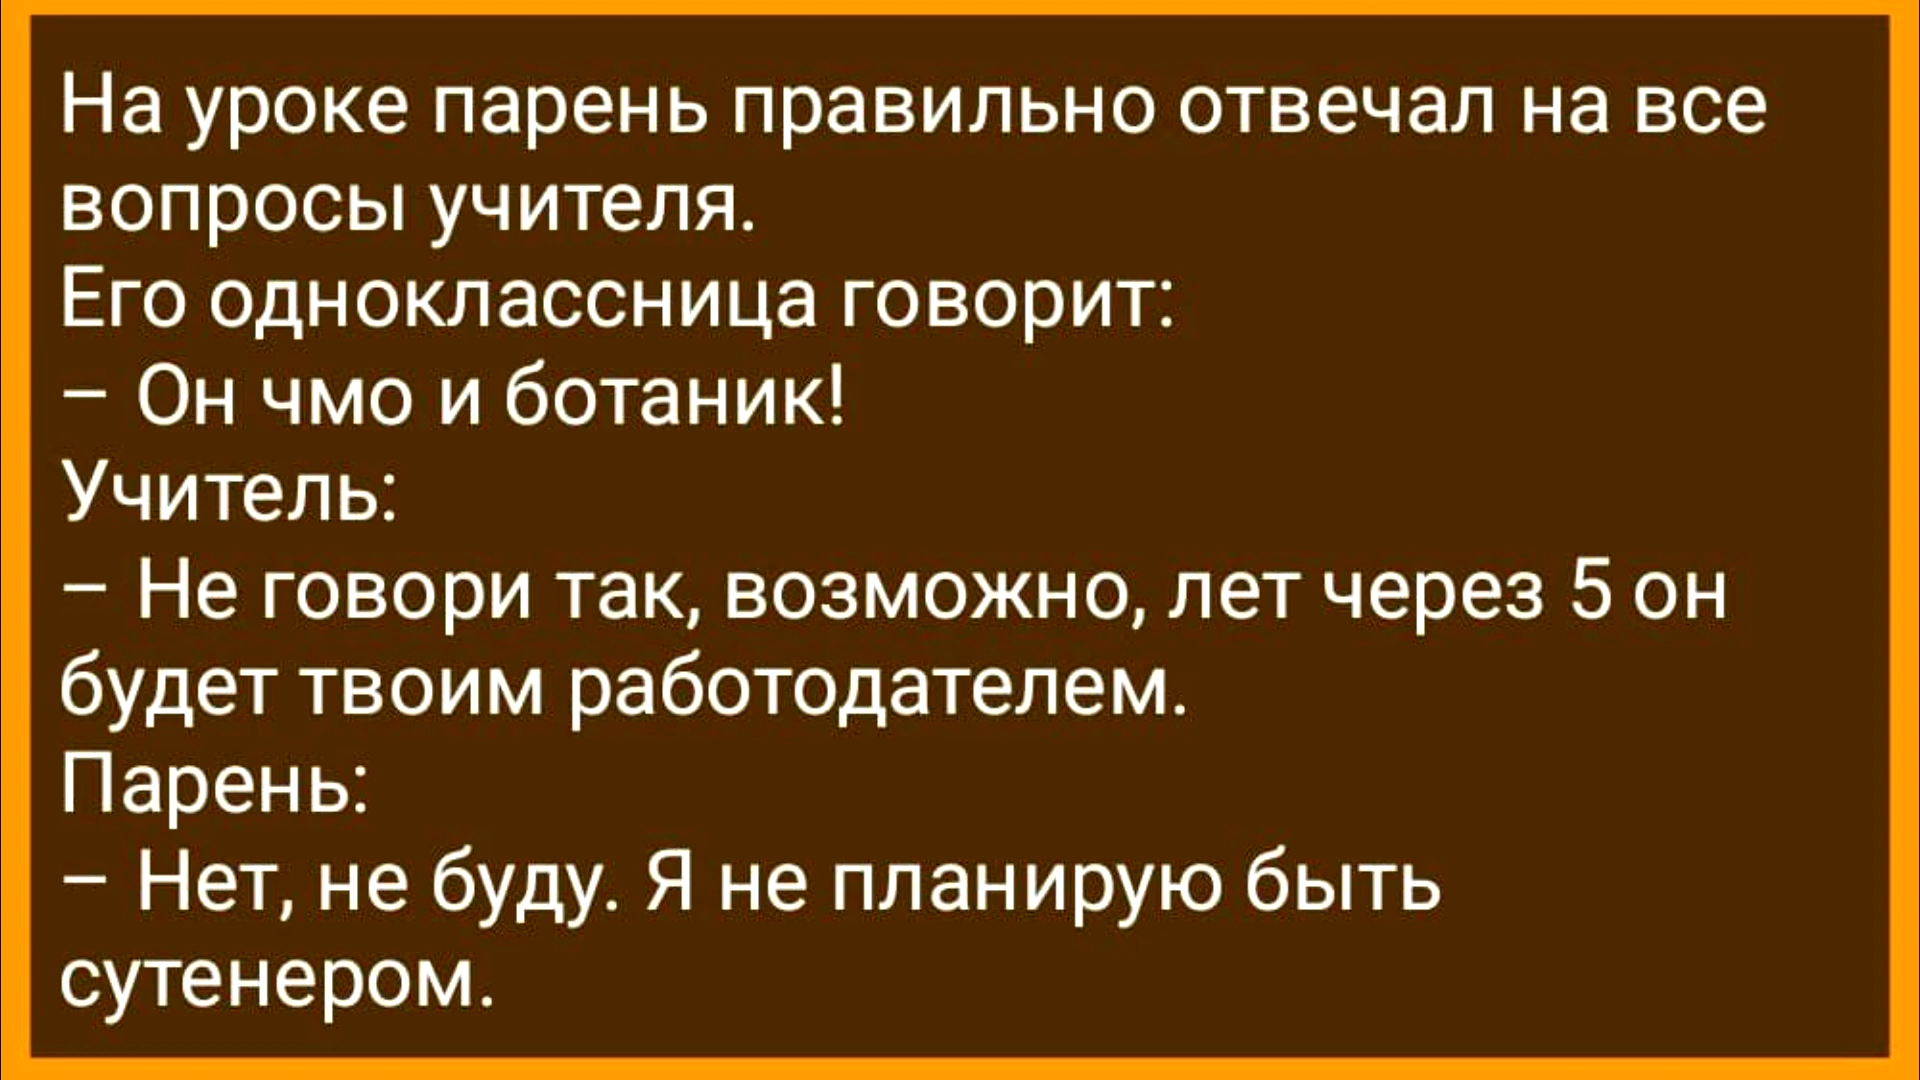 На уроке парень правильно отвечал на все
вопросы учителя.
Его одноклассница говорит:
– Он чмо и ботаник!
Учитель:
– Не говори так, возможно, лет через 5 он
будет твоим работодателем.
Парень:
– Нет, не буду. Я не планирую быть
сутенером.